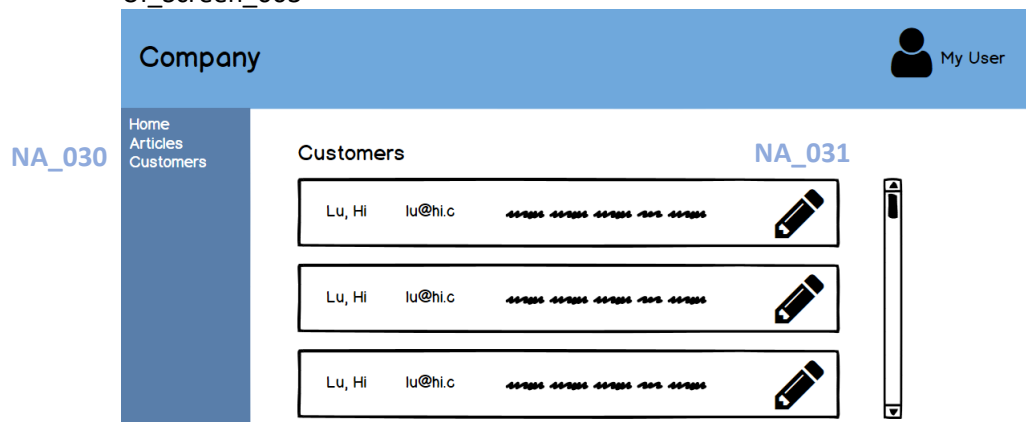 Company
My User
Home
Articles
NA_030
Customers
Customers
NA_031
Lu, Hi lu@hi.c
Lu, Hi lu@hi.c
Lu, Hi lu@hi.c